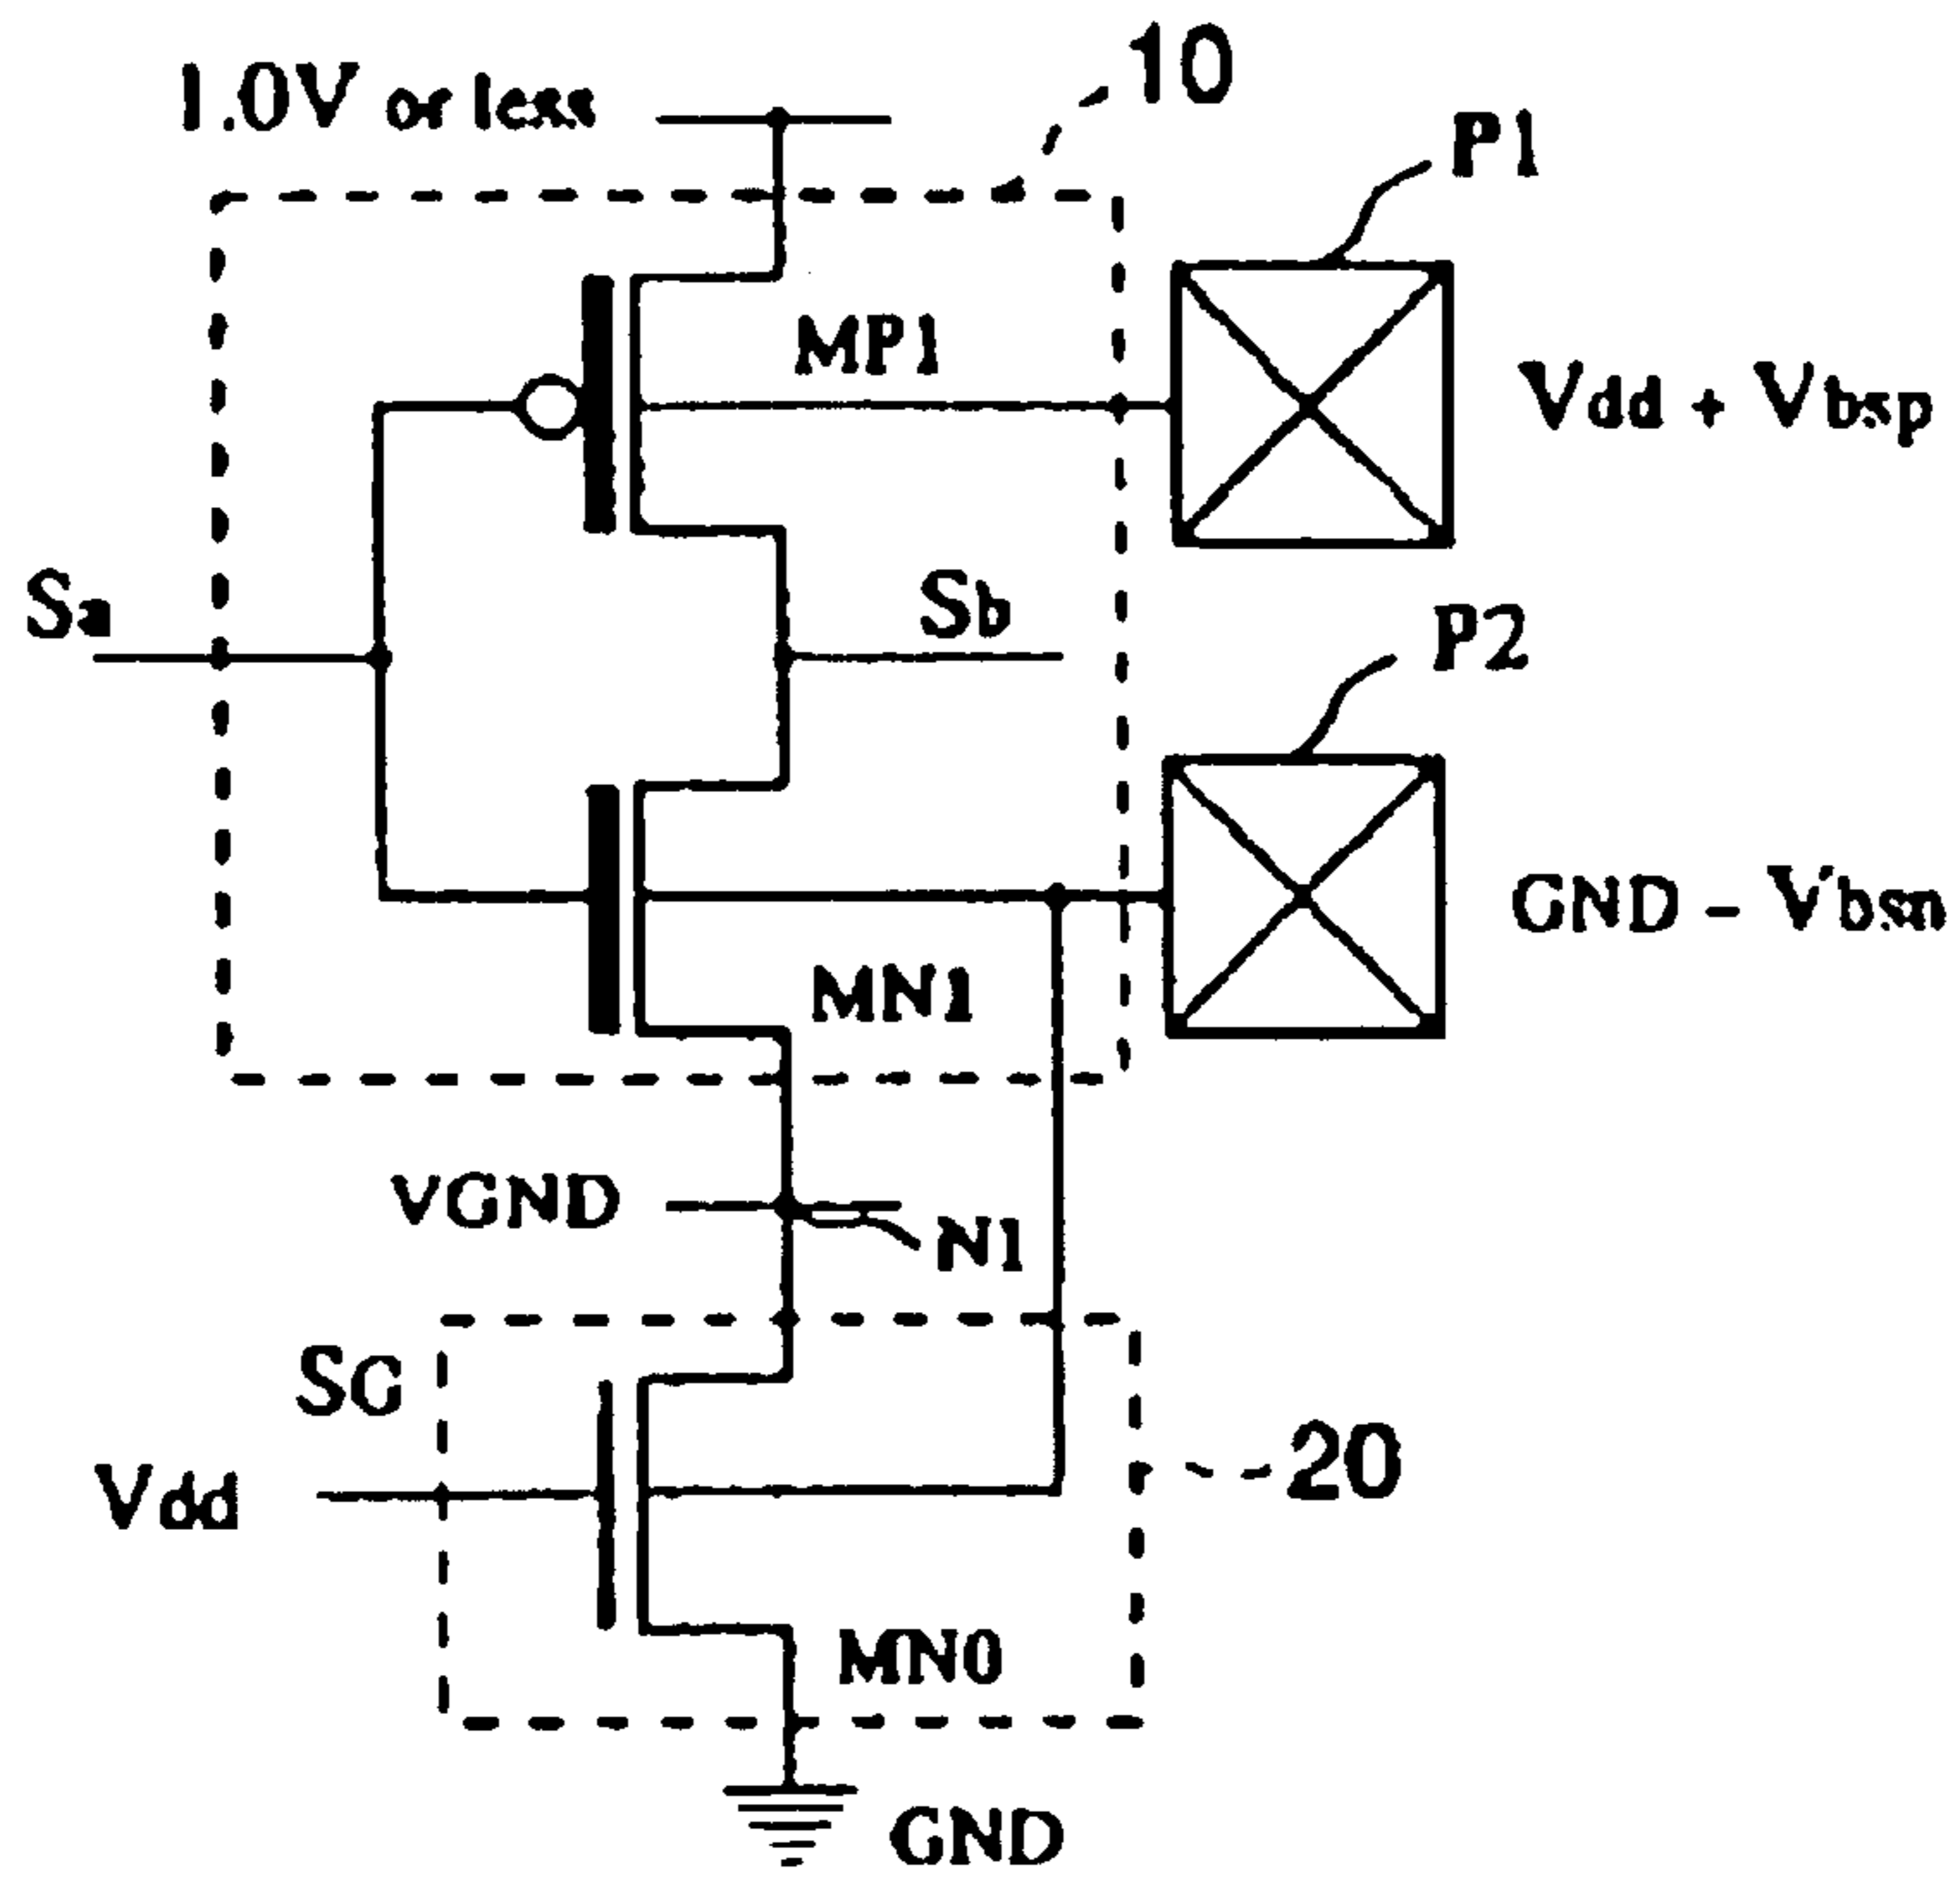 10
1.0V or less
P1
MP1
Vdd + Vbsp
Sa
Sb
P2
GND - Vbsn
MN1
VGND
N1
SC
Vdd
20
MN0
GND